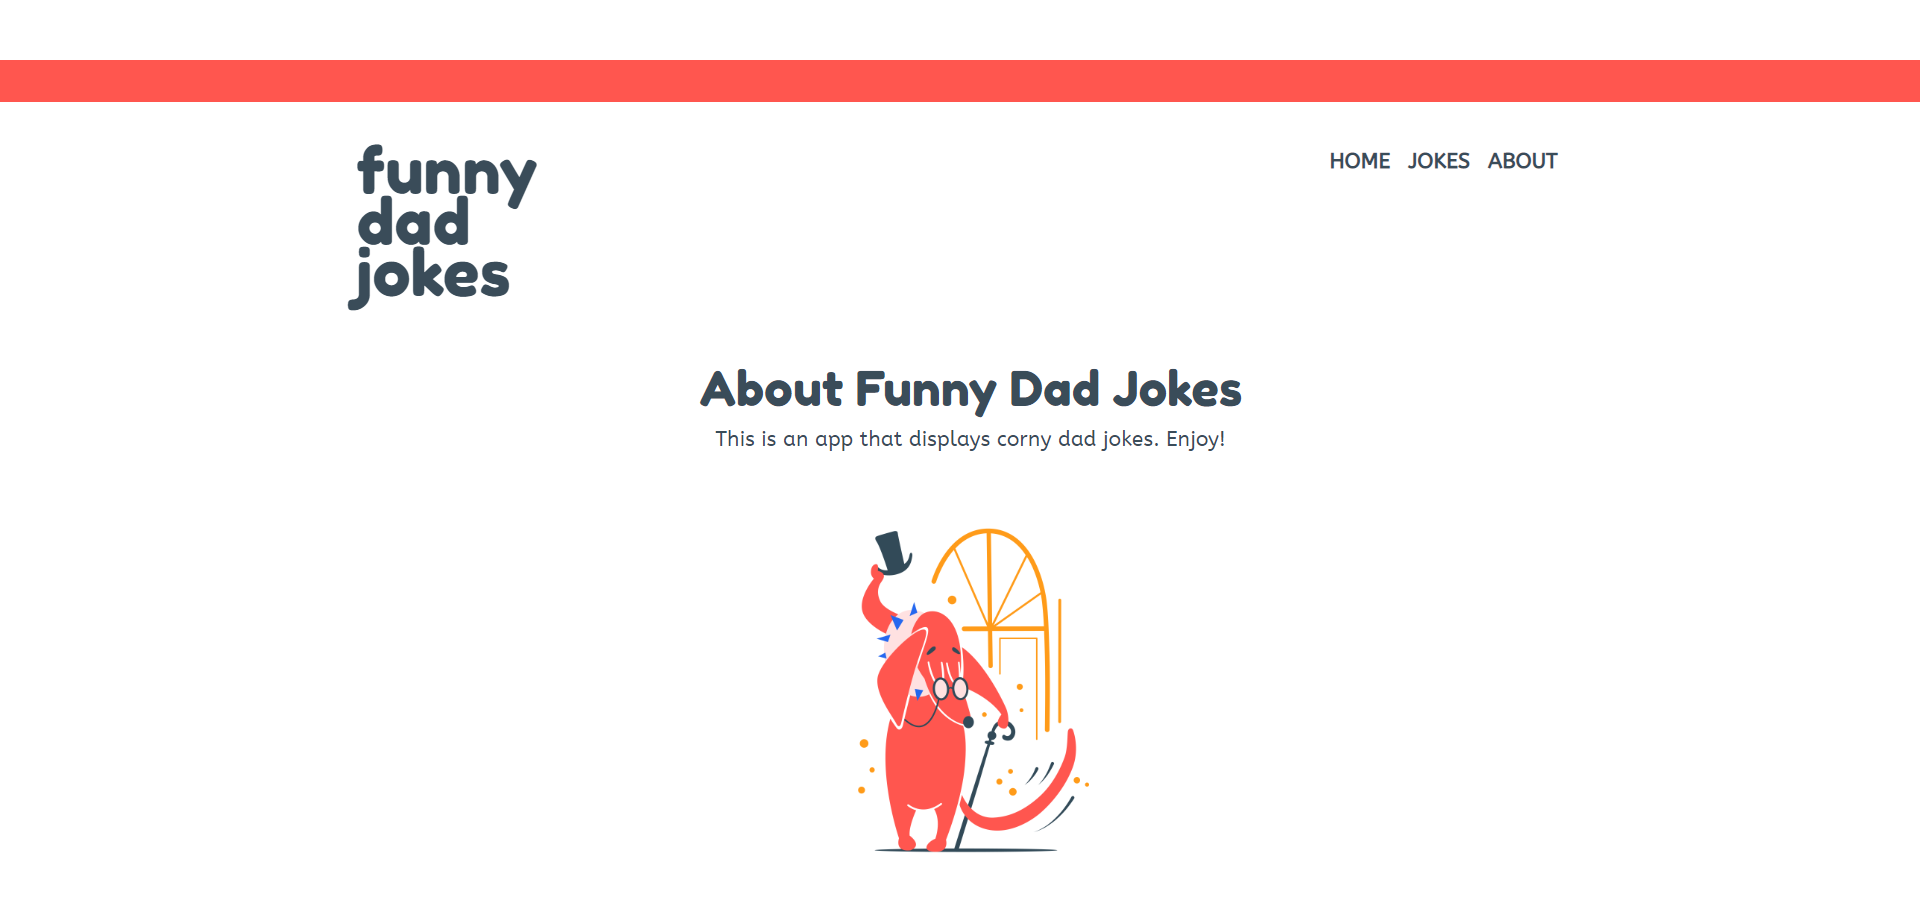 funny
dad
jokes
HOME JOKES ABOUT
About Funny Dad Jokes
This is an app that displays corny dad jokes. Enjoy!